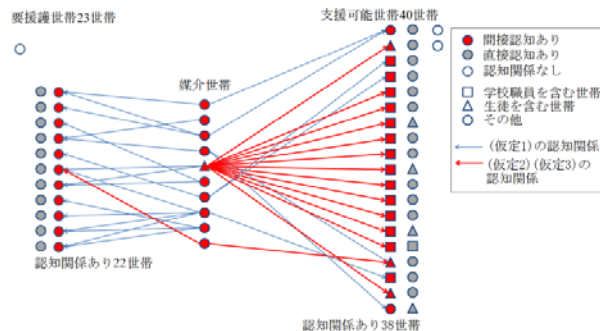 要援護世帯23世帯
支援可能世帯40世帯
媒介世帯
認知関係あり22世帯
認知関係あり38世帯
間接認知あり
直接認知あり
認知関係なし
学校職員を含む世帯
生徒を含む世帯
その他
(仮定1)の認知関係
(仮定2)(仮定3)の
認知関係